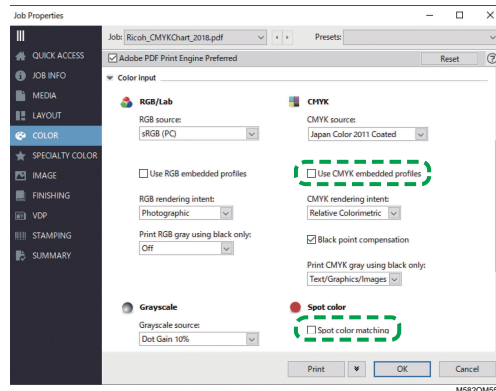 Job Properties
Job: Ricoh_CMYKChart_2018.pdf
Presets:
QUICK ACCESS
JOB INFO
MEDIA
LAYOUT
COLOR
SPECIALTY COLOR
IMAGE
FINISHING
VDP
STAMPING
SUMMARY
Adobe PDF Print Engine Preferred
Reset
Color input
RGB/Lab
RGB source:
sRGB (PC)
Use RGB embedded profiles
RGB rendering intent:
Photographic
Print RGB gray using black only:
Off
CMYK
CMYK source:
Japan Color 2011 Coated
Use CMYK embedded profiles
CMYK rendering intent:
Relative Colorimetric
Black point compensation
Print CMYK gray using black only:
Text/Graphics/Images
Grayscale
Grayscale source:
Dot Gain 10%
Spot color
Spot color matching
Print
OK
Cancel